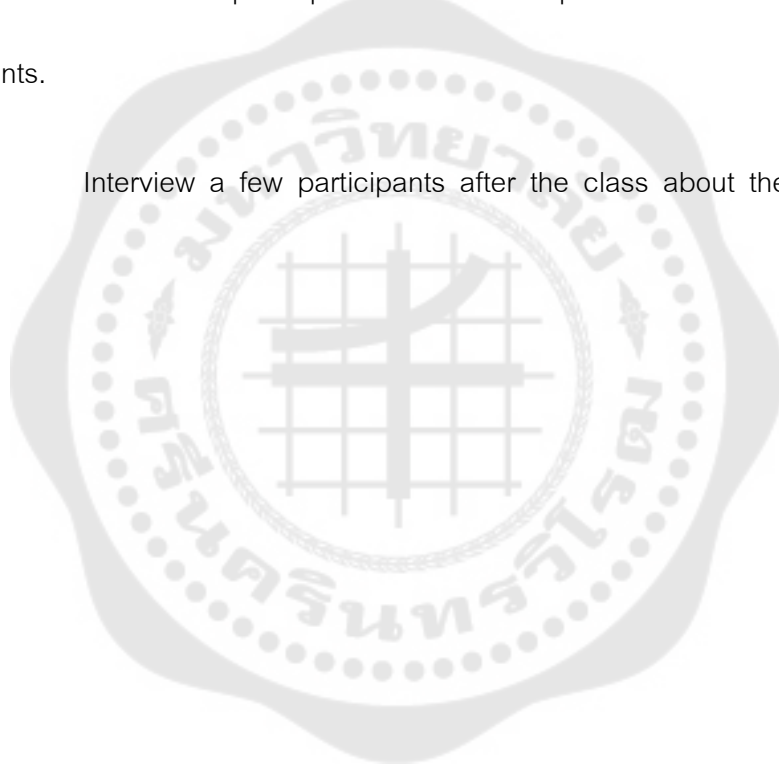 nts.
Interview a few participants after the class about the
มหาวิทยาลัย
ศรีนครินทรวิโรฒ